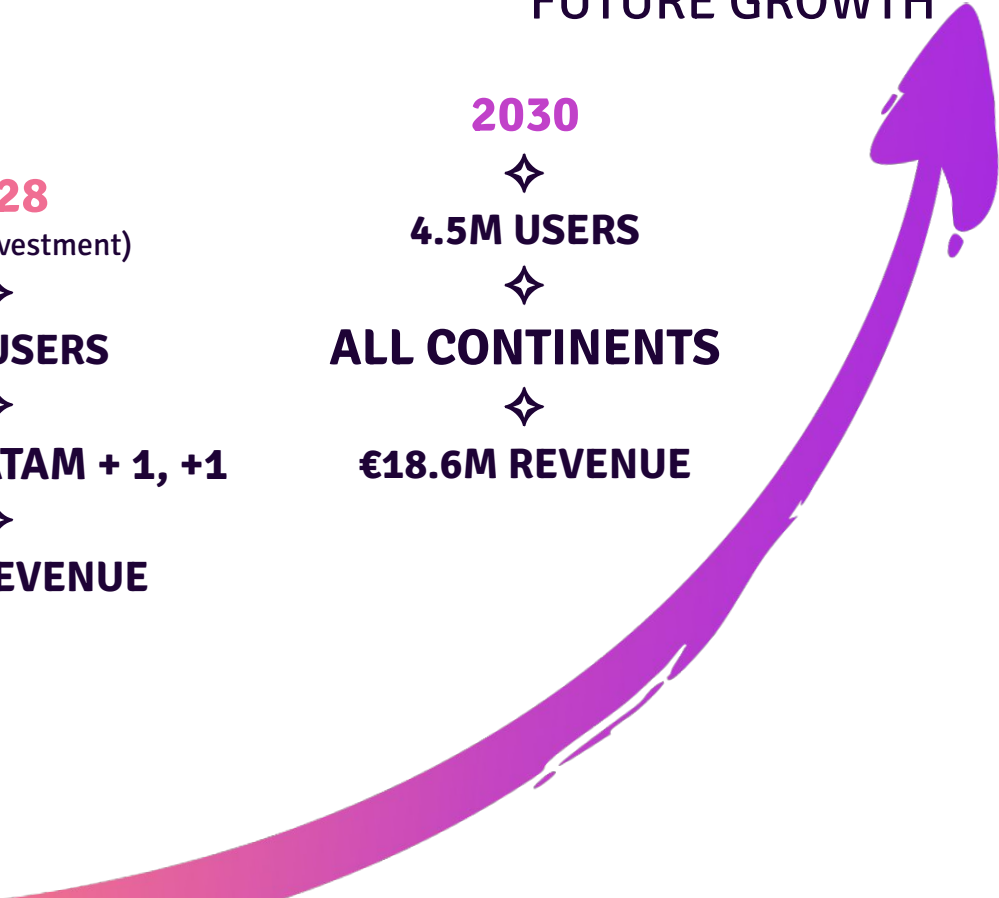 FUTURE GROWTH
28
vestment)
USERS
TAM + 1, +1
EVENUE
2030
4.5M USERS
ALL CONTINENTS
€18.6M REVENUE